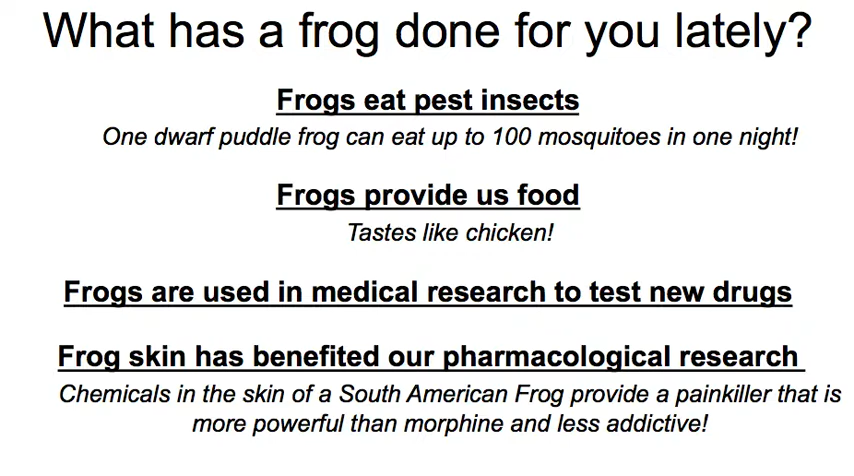 What has a frog done for you lately?
Frogs eat pest insects
One dwarf puddle frog can eat up to 100 mosquitoes in one night!
Frogs provide us food
Tastes like chicken!
Frogs are used in medical research to test new drugs
Frog skin has benefited our pharmacological research
Chemicals in the skin of a South American Frog provide a painkiller that is
more powerful than morphine and less addictive!